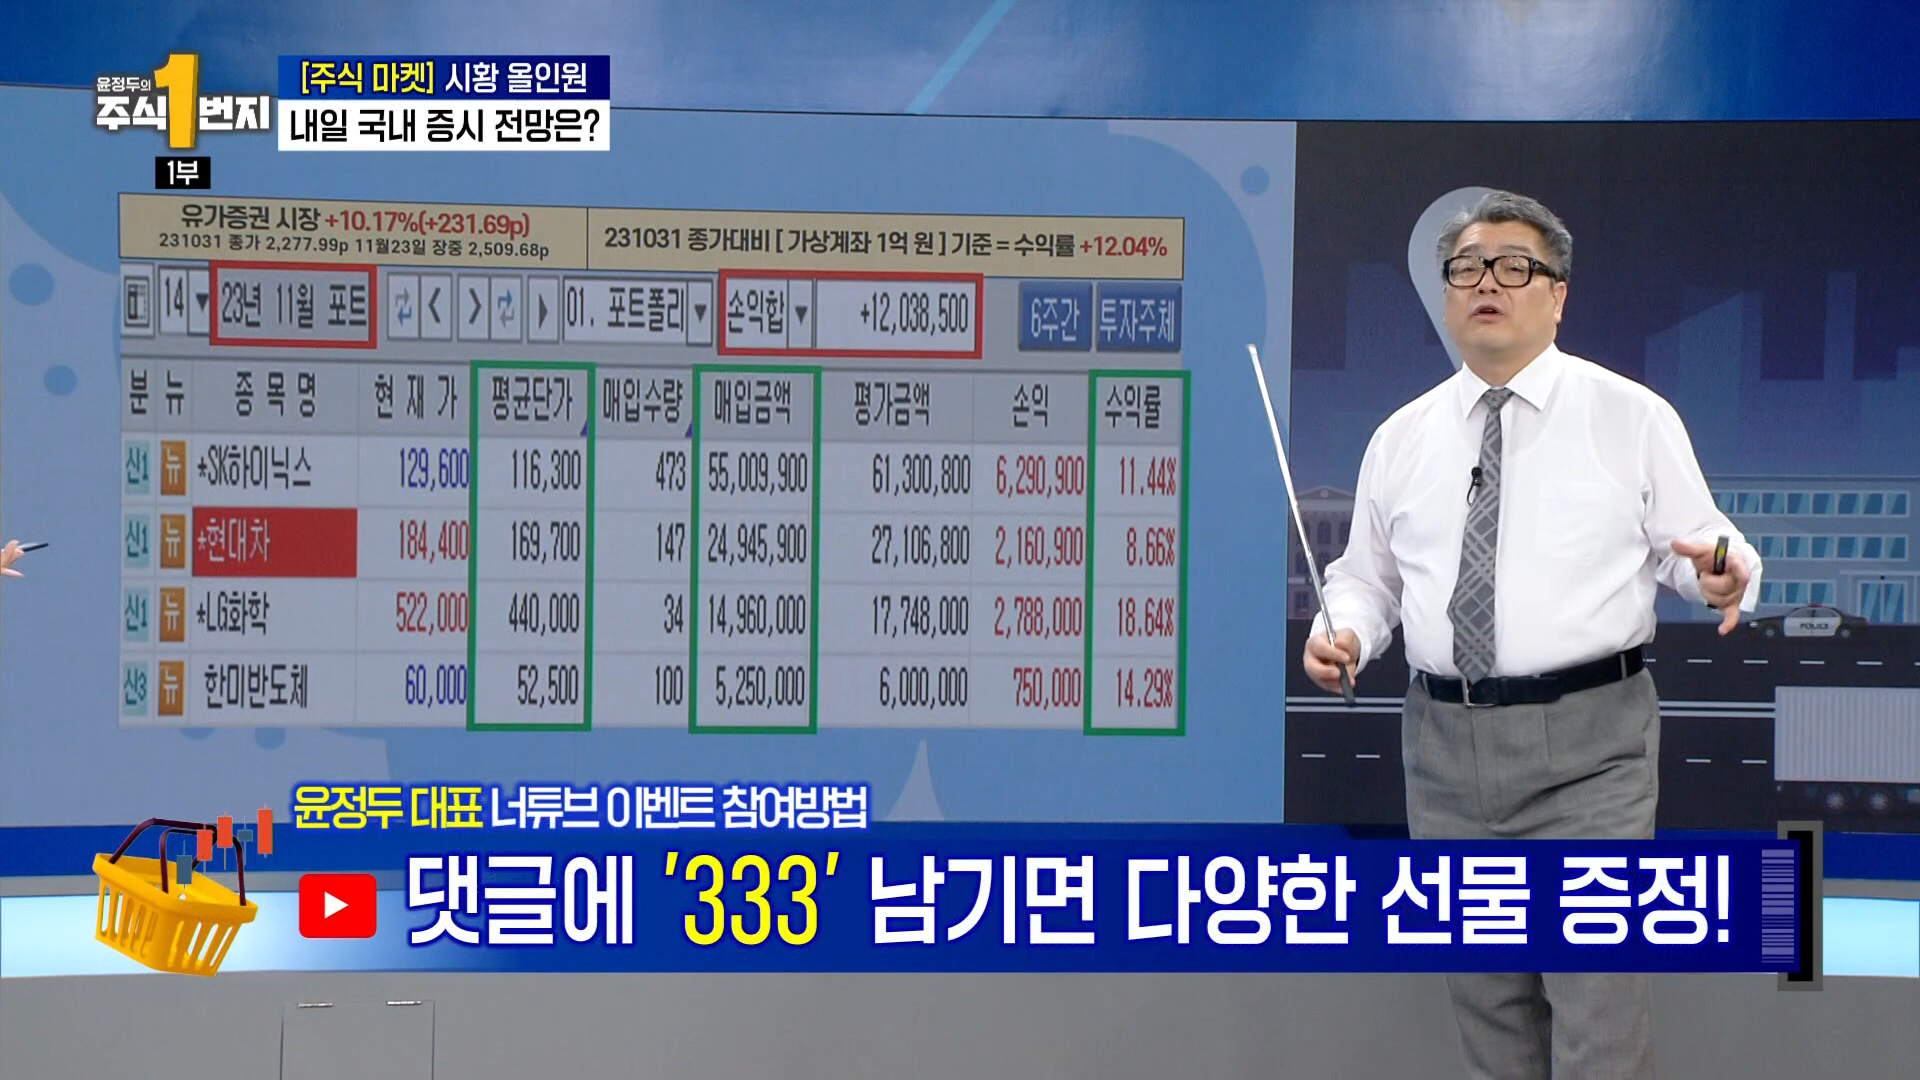 윤정두의
주식1번지
1부
[주식 마켓] 시황 올인원
내일 국내 증시 전망은?
유가증권 시장 +10.17%(+231.69p)
231031 종가 2,277.99p 11월23일 장중 2,509.68p
231031 종가대비 [ 가상계좌 1억 원 ] 기준 = 수익률 +12.04%
14 23년 11월 포트 01. 포트폴리 손익합 +12,038,500 6주간 투자주체
분 뉴 종목명 현재가 평균단가 매입수량 매입금액 평가금액 손익 수익률
신1 뉴 *SK하이닉스 129,600 116,300 473 55,009,900 61,300,800 6,290,900 11.44%
신1 뉴 *현대차 184,400 169,700 147 24,945,900 27,106,800 2,160,900 8.66%
신1 뉴 *LG화학 522,000 440,000 34 14,960,000 17,748,000 2,788,000 18.64%
신3 뉴 한미반도체 60,000 52,500 100 5,250,000 6,000,000 750,000 14.29%
POLICE
윤정두 대표 너튜브 이벤트 참여방법
댓글에 '333' 남기면 다양한 선물 증정!